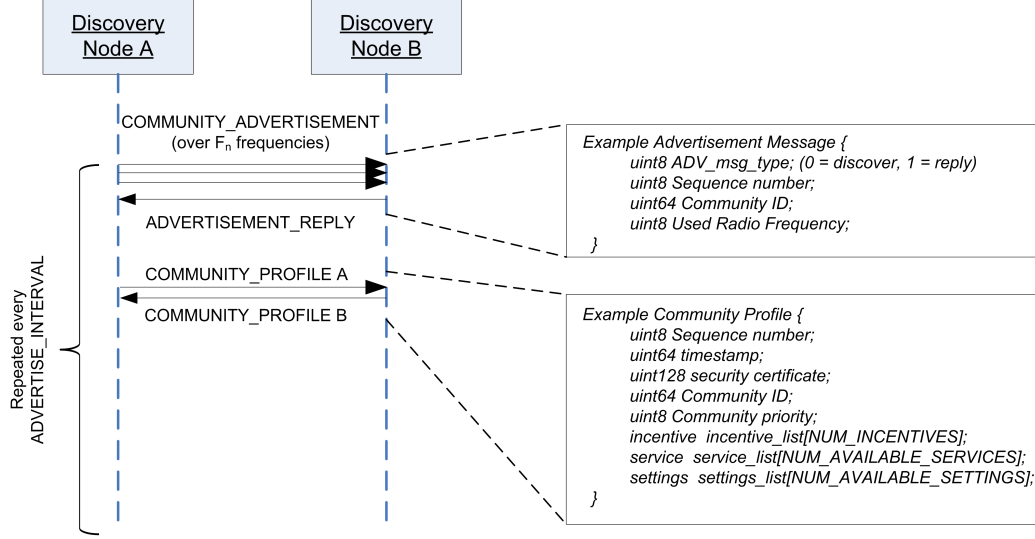 Discovery
Node A
Discovery
Node B
COMMUNITY_ADVERTISEMENT
(over Fn frequencies)
ADVERTISEMENT_REPLY
COMMUNITY_PROFILE A
COMMUNITY_PROFILE B
Repeated every
ADVERTISE_INTERVAL
Example Advertisement Message {
uint8 ADV_msg_type; (0 = discover, 1 = reply)
uint8 Sequence number;
uint64 Community ID;
uint8 Used Radio Frequency;
}
Example Community Profile {
uint8 Sequence number;
uint64 timestamp;
uint128 security certificate;
uint64 Community ID;
uint8 Community priority;
incentive incentive_list[NUM_INCENTIVES];
service service_list[NUM_AVAILABLE_SERVICES];
settings settings_list[NUM_AVAILABLE_SETTINGS];
}